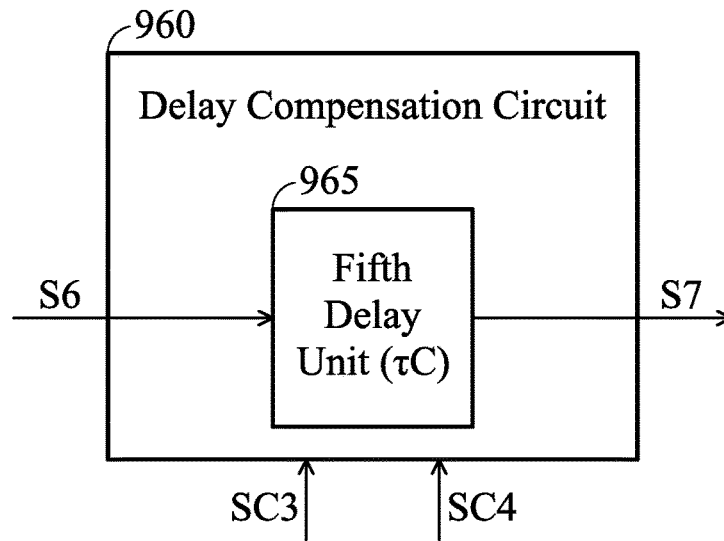 960
Delay Compensation Circuit
965
Fifth
Delay
Unit (τC)
S6
S7
SC3
SC4